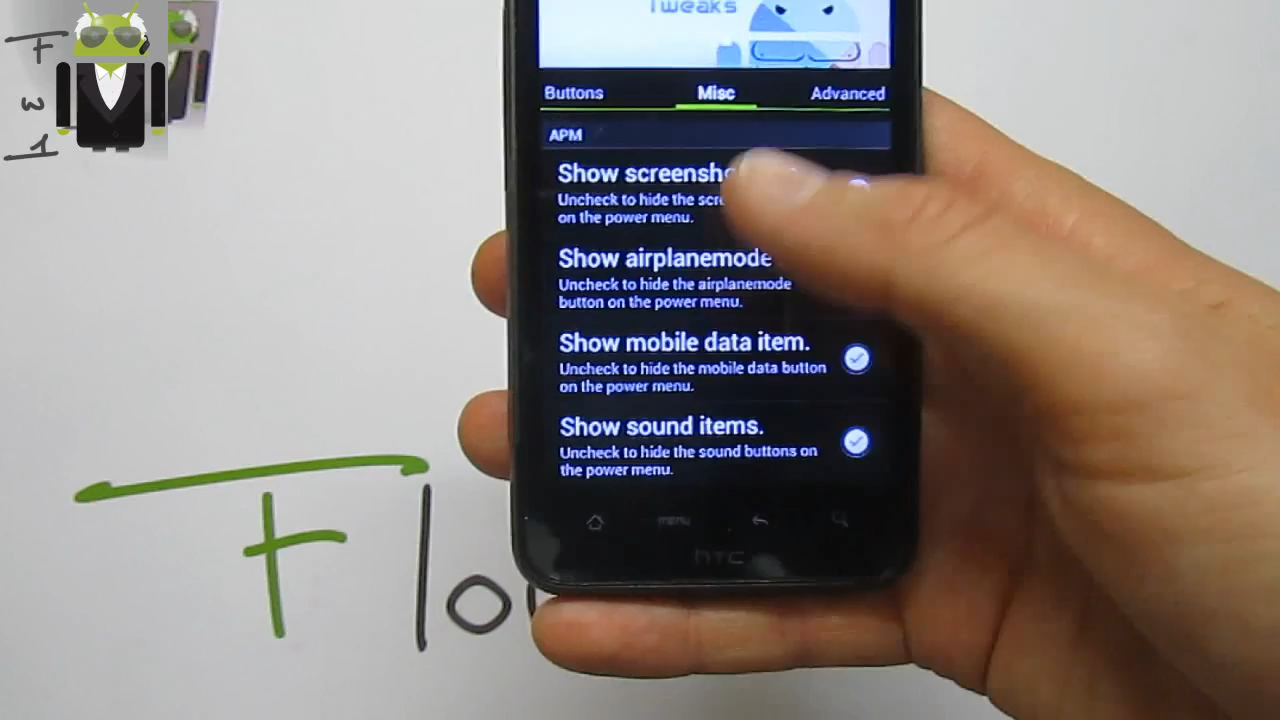 Tweaks
Buttons Misc Advanced
APM
Show
Uncheck to hide the
on the power menu.
Show airplanemode
Uncheck to hide the airplanemode
button on the power menu.
Show mobile data item.
Uncheck to hide the mobile data button
on the power menu.
Show sound items.
Uncheck to hide the sound buttons on
the power menu.
menu
hTC
F
w
1
Flo